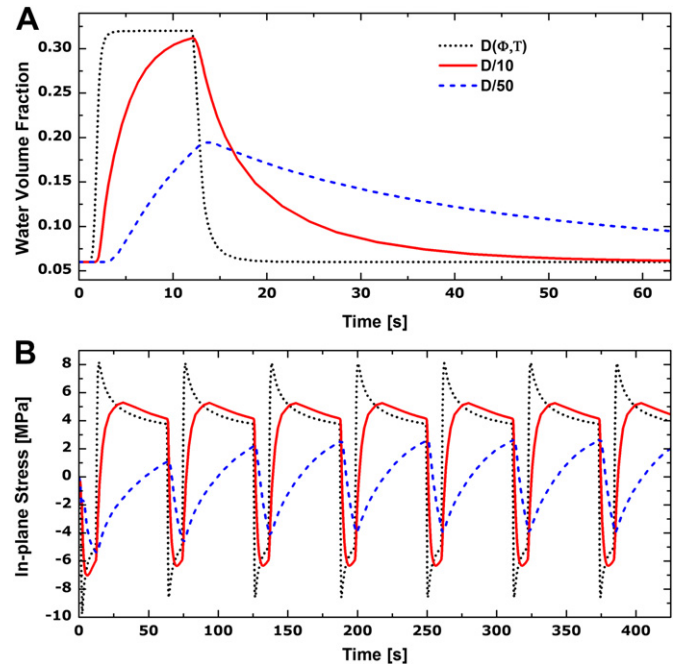 A
Water Volume Fraction
0.30
0.25
0.20
0.15
0.10
0.05
D(Φ,T)
D/10
D/50
0 10 20 30 40 50 60
Time [s]
B
In-plane Stress [MPa]
8
6
4
2
0
-2
-4
-6
-8
-10
0 50 100 150 200 250 300 350 400
Time [s]